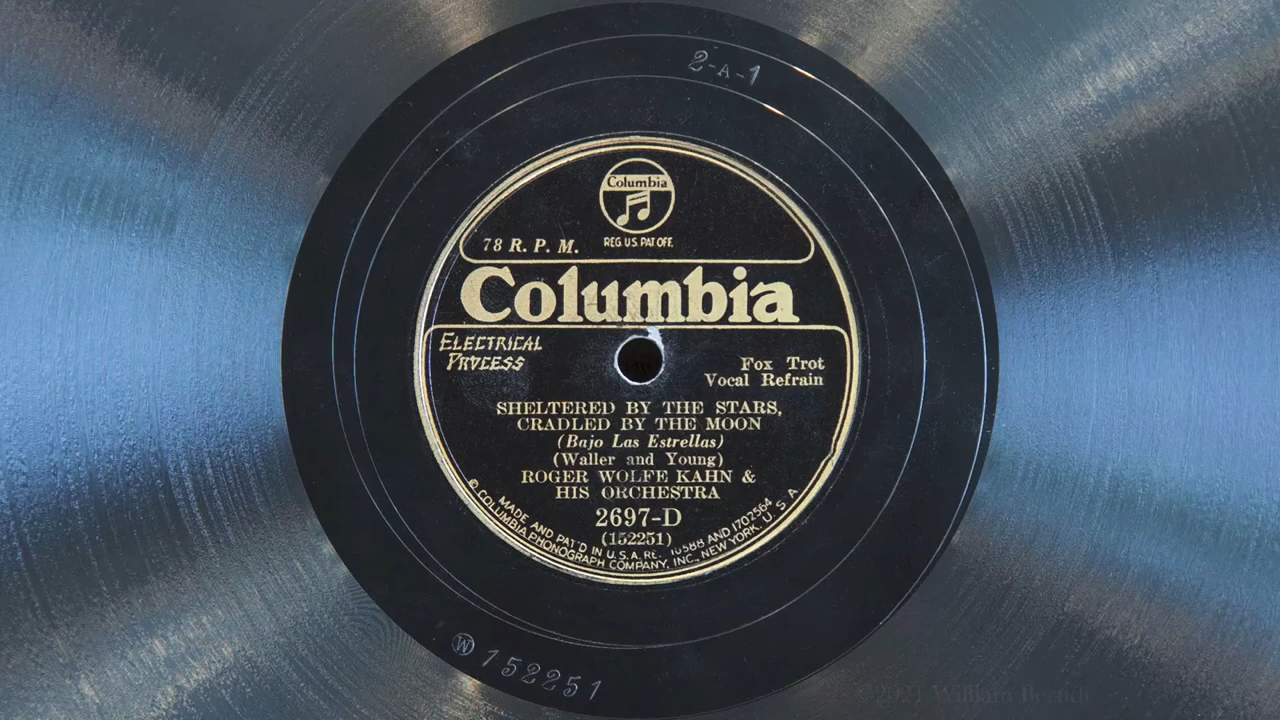 2-A-1
Columbia
REG. U.S. PAT. OFF.
78 R. P. M.
Columbia
ELECTRICAL
PROCESS
Fox Trot
Vocal Refrain
SHELTERED BY THE STARS,
CRADLED BY THE MOON
(Bajo Las Estrellas)
(Waller and Young)
ROGER WOLFE KAHN &
HIS ORCHESTRA
2697-D
(152251)
MADE AND PAT'D IN U.S.A. RE. 16588 AND 1702564
© COLUMBIA PHONOGRAPH COMPANY, INC., NEW YORK, U. S. A.
W 152251
2021 William